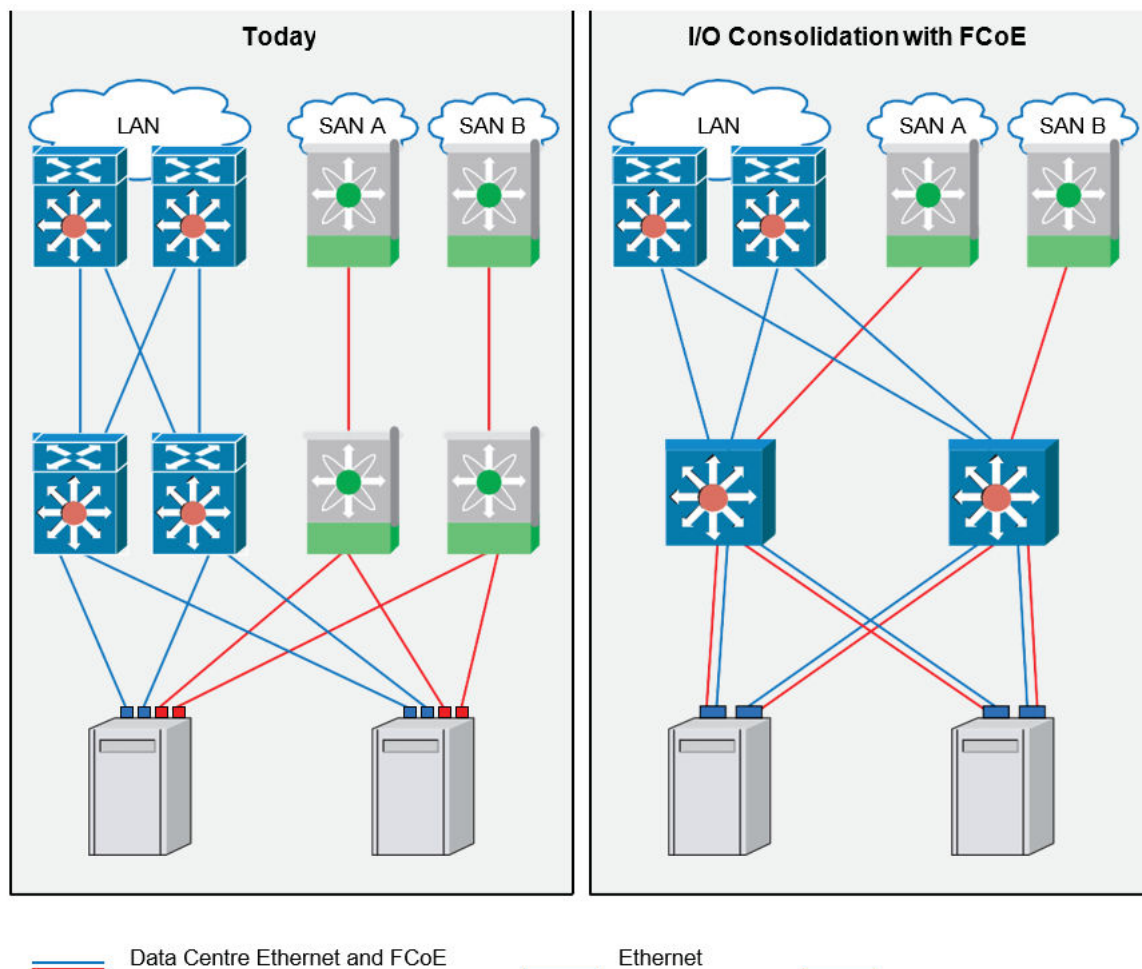 Today
I/O Consolidation with FCoE
LAN
SAN A
SAN B
LAN
SAN A
SAN B
Data Centre Ethernet and FCoE
Ethernet